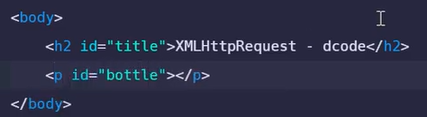 <body>
<h2 id="title">XMLHttpRequest - dcode</h2>
<p id="bottle"></p>
</body>